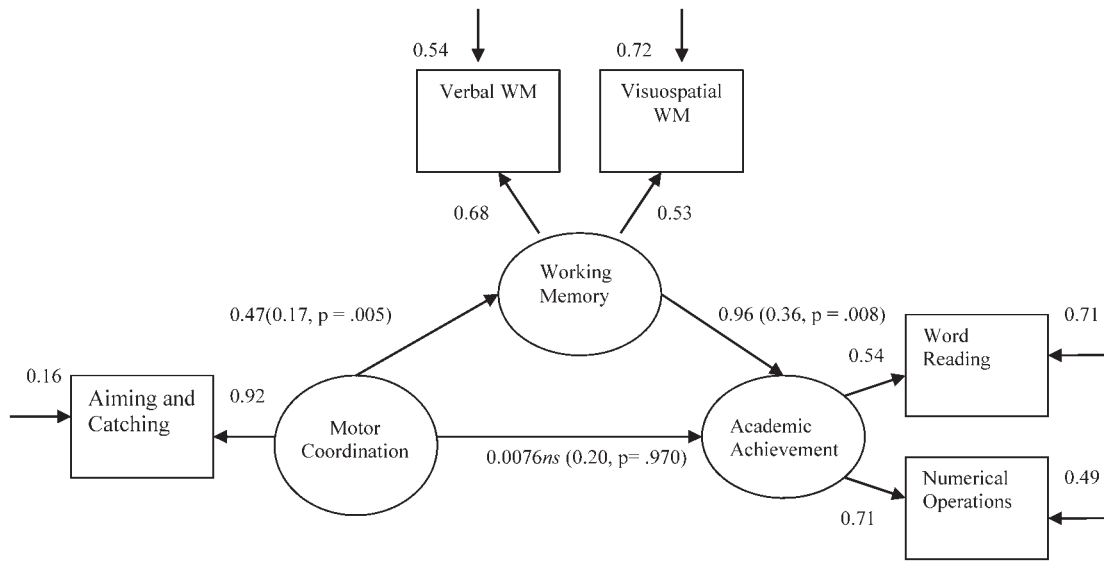 0.54
0.72
Verbal WM
Visuospatial
WM
0.68
0.53
Working
Memory
0.47(0.17, p = .005)
0.96 (0.36, p = .008)
0.71
Word
Reading
0.54
0.16
Aiming and
Catching
0.92
Motor
Coordination
Academic
Achievement
0.0076ns (0.20, p= .970)
Numerical
Operations
0.49
0.71